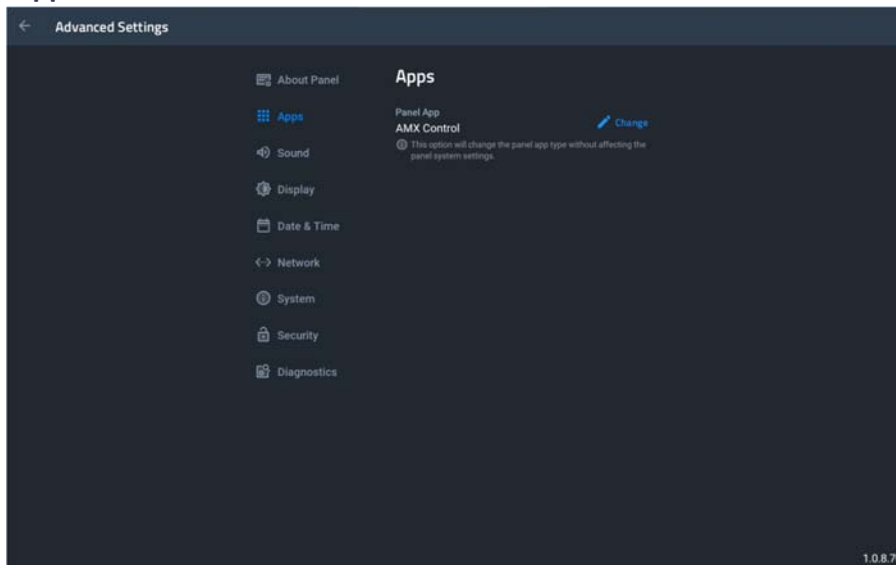 Advanced Settings
About Panel
Apps
Sound
Display
Date & Time
Network
System
Security
Diagnostics
Apps
Panel App
AMX Control
Change
This option will change the panel app type without affecting the
panel system settings.
1.0.8.7